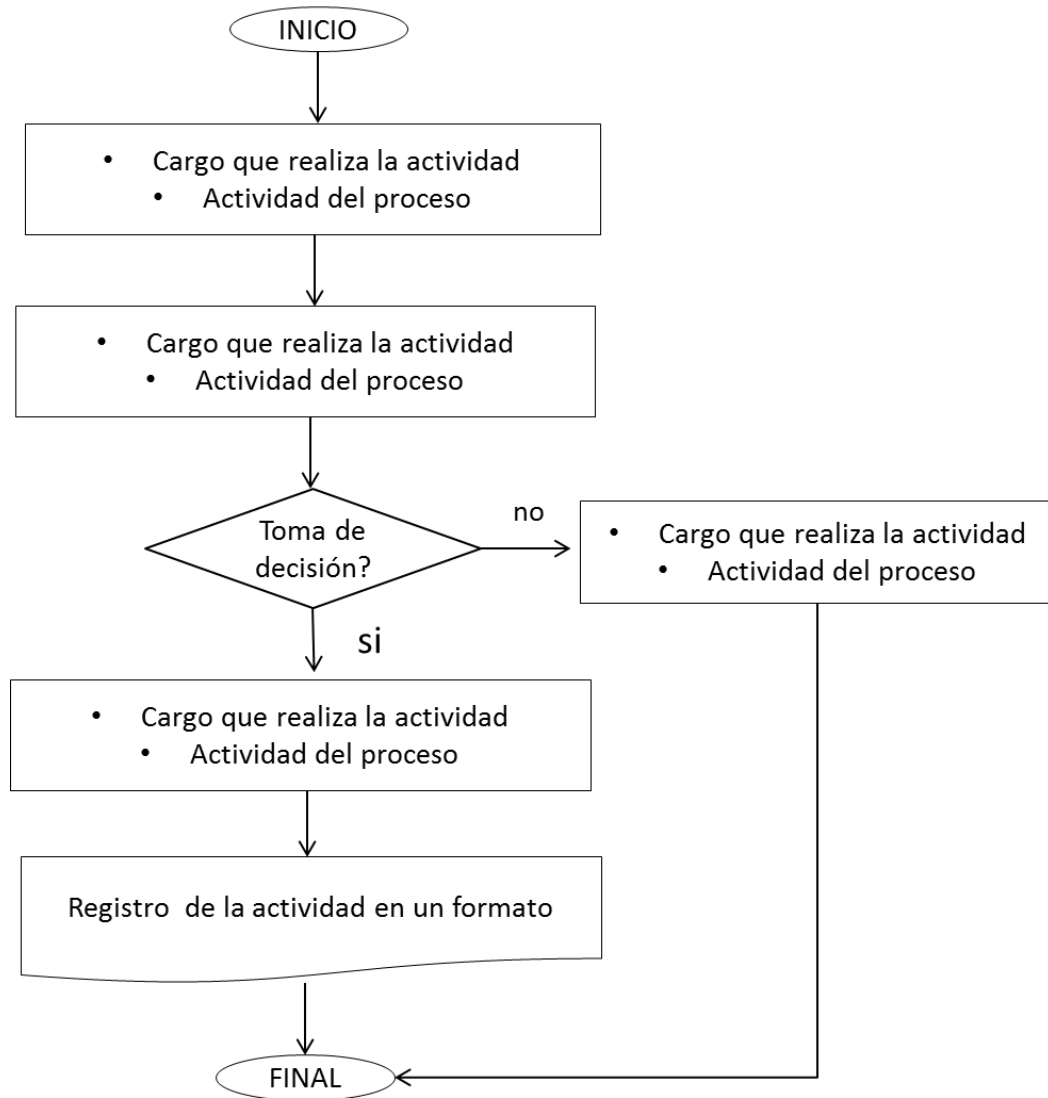 INICIO
• Cargo que realiza la actividad
• Actividad del proceso
• Cargo que realiza la actividad
• Actividad del proceso
Toma de
decisión?
no
• Cargo que realiza la actividad
• Actividad del proceso
si
• Cargo que realiza la actividad
• Actividad del proceso
Registro de la actividad en un formato
FINAL